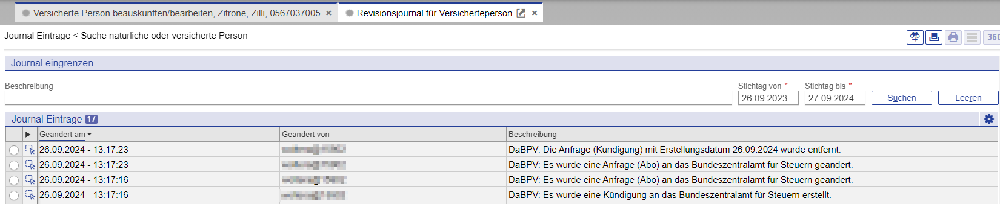 Versicherte Person beauskunften/bearbeiten, Zitrone, Zilli, 0567037005
Revisionsjournal für Versicherteperson
Journal Einträge < Suche natürliche oder versicherte Person
360
Journal eingrenzen
Beschreibung
Stichtag von *
Stichtag bis *
26.09.2023
27.09.2024
Suchen
Leeren
Journal Einträge 17
Geändert am
Geändert von
Beschreibung
26.09.2024 - 13:17:23
DaBPV: Die Anfrage (Kündigung) mit Erstellungsdatum 26.09.2024 wurde entfernt.
26.09.2024 - 13:17:23
DaBPV: Es wurde eine Anfrage (Abo) an das Bundeszentralamt für Steuern geändert.
26.09.2024 - 13:17:16
DaBPV: Es wurde eine Anfrage (Abo) an das Bundeszentralamt für Steuern geändert.
26.09.2024 - 13:17:16
DaBPV: Es wurde eine Kündigung an das Bundeszentralamt für Steuern erstellt.